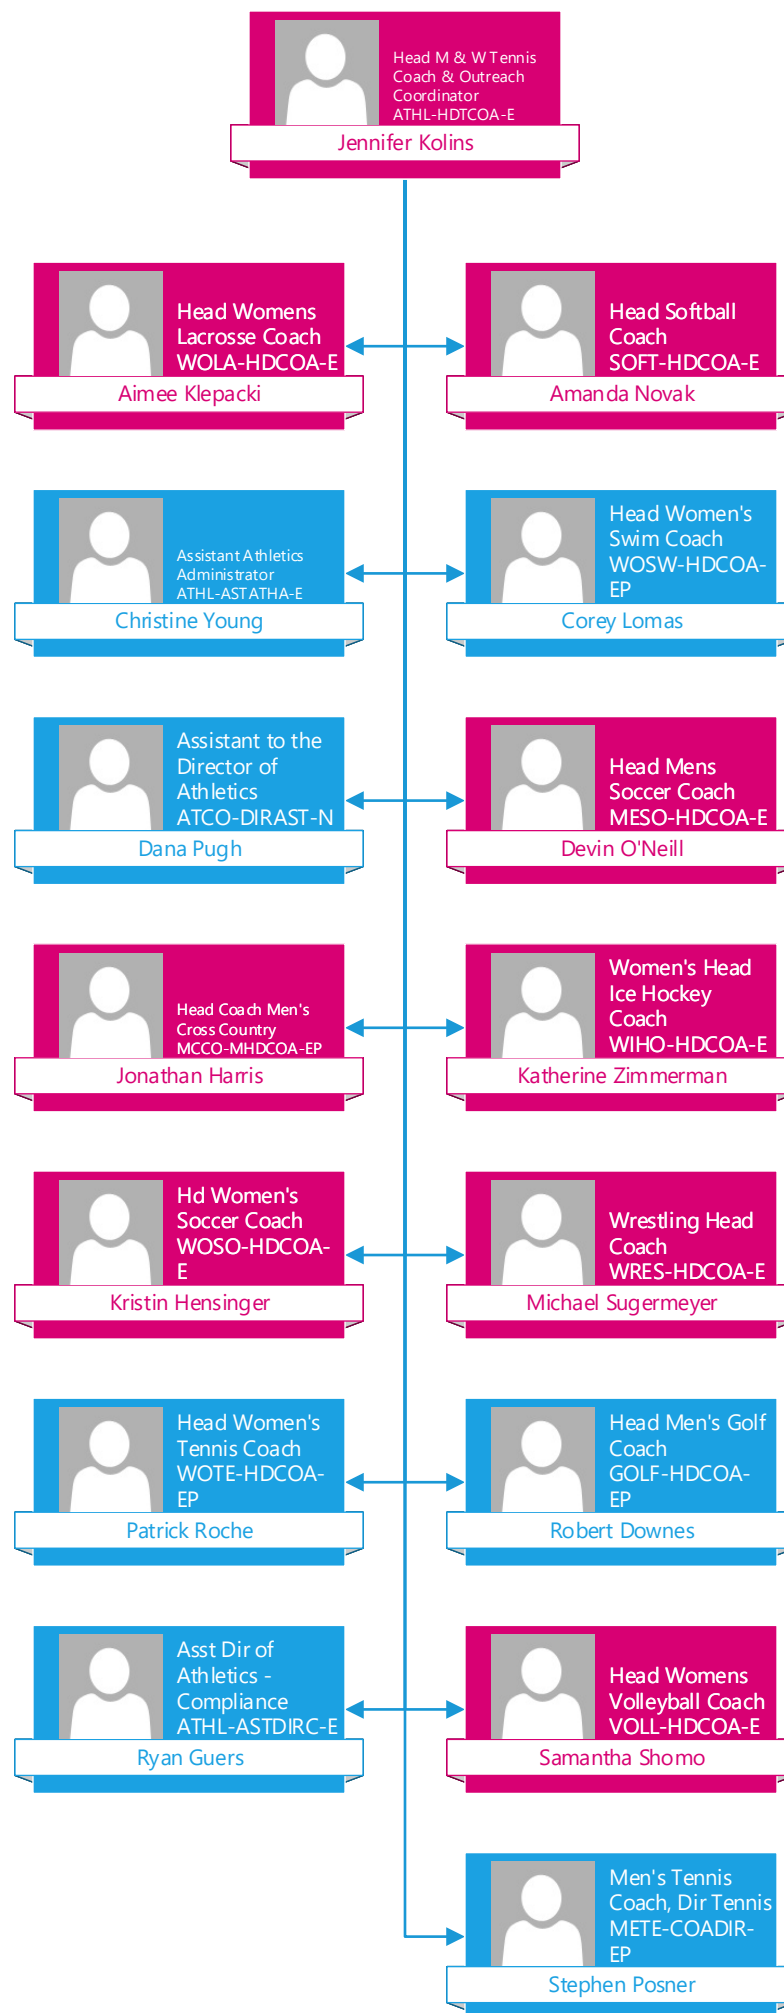 Head M & W Tennis
Coach & Outreach
Coordinator
ATHL-HDTCOA-E
Jennifer Kolins
Head Womens
Lacrosse Coach
WOLA-HDCOA-E
Aimee Klepacki
Head Softball
Coach
SOFT-HDCOA-E
Amanda Novak
Assistant Athletics
Administrator
ATHL-ASTATHA-E
Christine Young
Head Women's
Swim Coach
WOSW-HDCOA-
EP
Corey Lomas
Assistant to the
Director of
Athletics
ATCO-DIRAST-N
Dana Pugh
Head Mens
Soccer Coach
MESO-HDCOA-E
Devin O'Neill
Head Coach Men's
Cross Country
MCCO-MHDCOA-EP
Jonathan Harris
Women's Head
Ice Hockey
Coach
WIHO-HDCOA-E
Katherine Zimmerman
Hd Women's
Soccer Coach
WOSO-HDCOA-
E
Kristin Hensinger
Wrestling Head
Coach
WRES-HDCOA-E
Michael Sugermeyer
Head Women's
Tennis Coach
WOTE-HDCOA-
EP
Patrick Roche
Head Men's Golf
Coach
GOLF-HDCOA-
EP
Robert Downes
Asst Dir of
Athletics -
Compliance
ATHL-ASTDIRC-E
Ryan Guers
Head Womens
Volleyball Coach
VOLL-HDCOA-E
Samantha Shomo
Men's Tennis
Coach, Dir Tennis
METE-COADIR-
EP
Stephen Posner